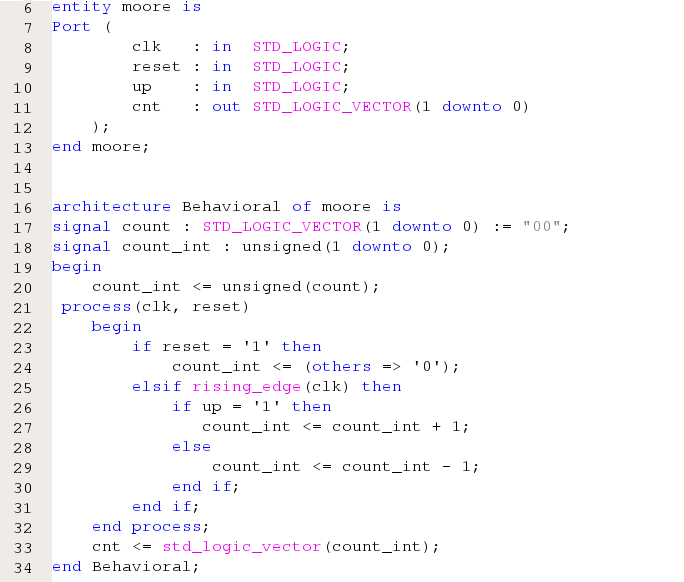 6 entity moore is
7 Port (
8         clk   : in  STD_LOGIC;
9         reset : in  STD_LOGIC;
10         up    : in  STD_LOGIC;
11         cnt   : out STD_LOGIC_VECTOR(1 downto 0)
12     );
13 end moore;
14
15
16 architecture Behavioral of moore is
17 signal count : STD_LOGIC_VECTOR(1 downto 0) := "00";
18 signal count_int : unsigned(1 downto 0);
19 begin
20     count_int <= unsigned(count);
21  process(clk, reset)
22     begin
23         if reset = '1' then
24             count_int <= (others => '0');
25         elsif rising_edge(clk) then
26             if up = '1' then
27                count_int <= count_int + 1;
28             else
29                 count_int <= count_int - 1;
30             end if;
31         end if;
32     end process;
33     cnt <= std_logic_vector(count_int);
34 end Behavioral;